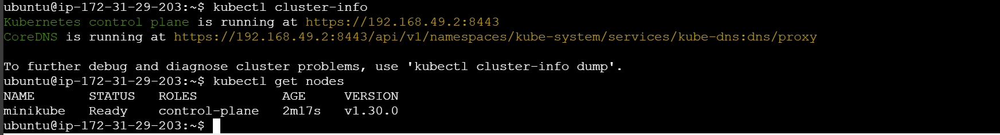 ubuntu@ip-172-31-29-203:~$ kubectl cluster-info
Kubernetes control plane is running at https://192.168.49.2:8443
CoreDNS is running at https://192.168.49.2:8443/api/v1/namespaces/kube-system/services/kube-dns:dns/proxy
To further debug and diagnose cluster problems, use 'kubectl cluster-info dump'.
ubuntu@ip-172-31-29-203:~$ kubectl get nodes
NAME       STATUS   ROLES           AGE     VERSION
minikube   Ready    control-plane   2m17s   v1.30.0
ubuntu@ip-172-31-29-203:~$